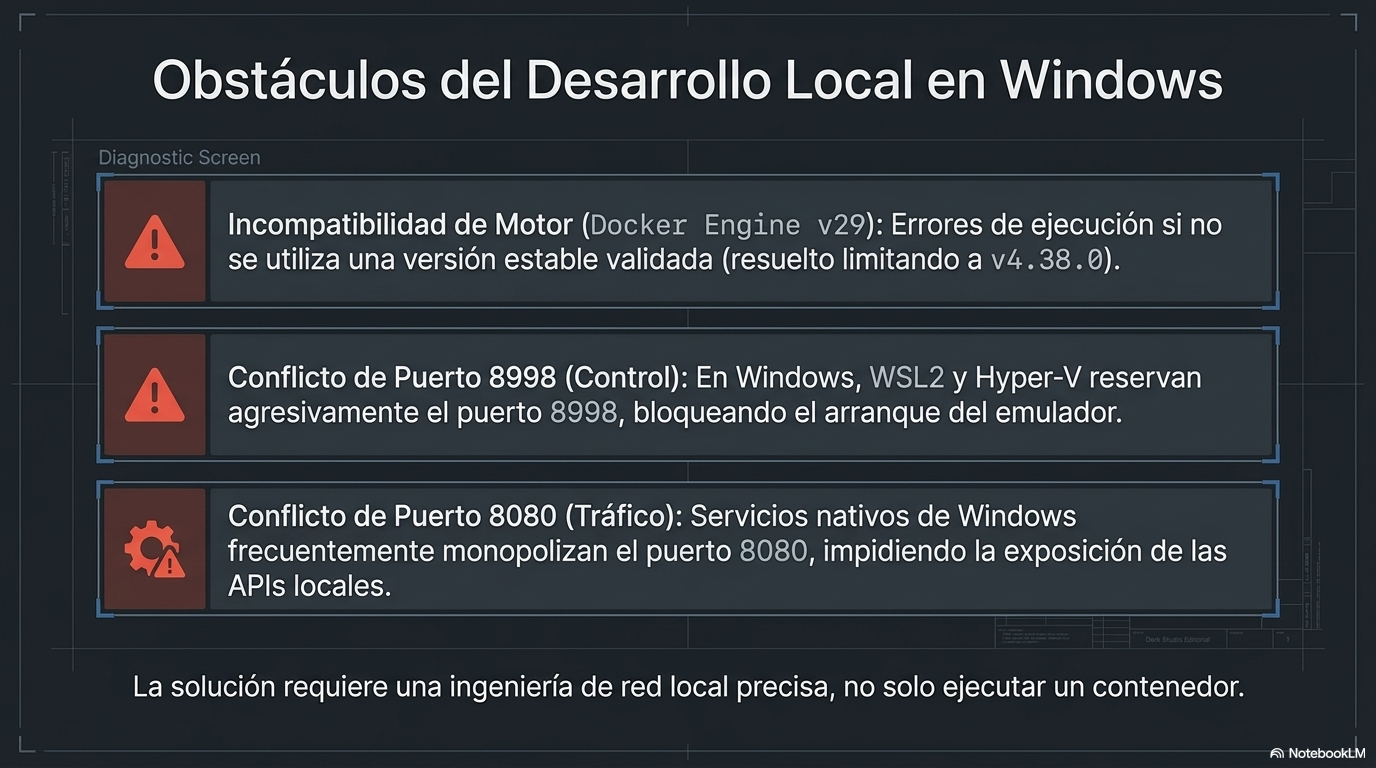 Obstáculos del Desarrollo Local en Windows
Diagnostic Screen
Incompatibilidad de Motor (Docker Engine v29): Errores de ejecución si no
se utiliza una versión estable validada (resuelto limitando a v4.38.0).
Conflicto de Puerto 8998 (Control): En Windows, WSL2 y Hyper-V reservan
agresivamente el puerto 8998, bloqueando el arranque del emulador.
Conflicto de Puerto 8080 (Tráfico): Servicios nativos de Windows
frecuentemente monopolizan el puerto 8080, impidiendo la exposición de las
APIs locales.
Dark Studio Editorial
1
La solución requiere una ingeniería de red local precisa, no solo ejecutar un contenedor.
NotebookLM